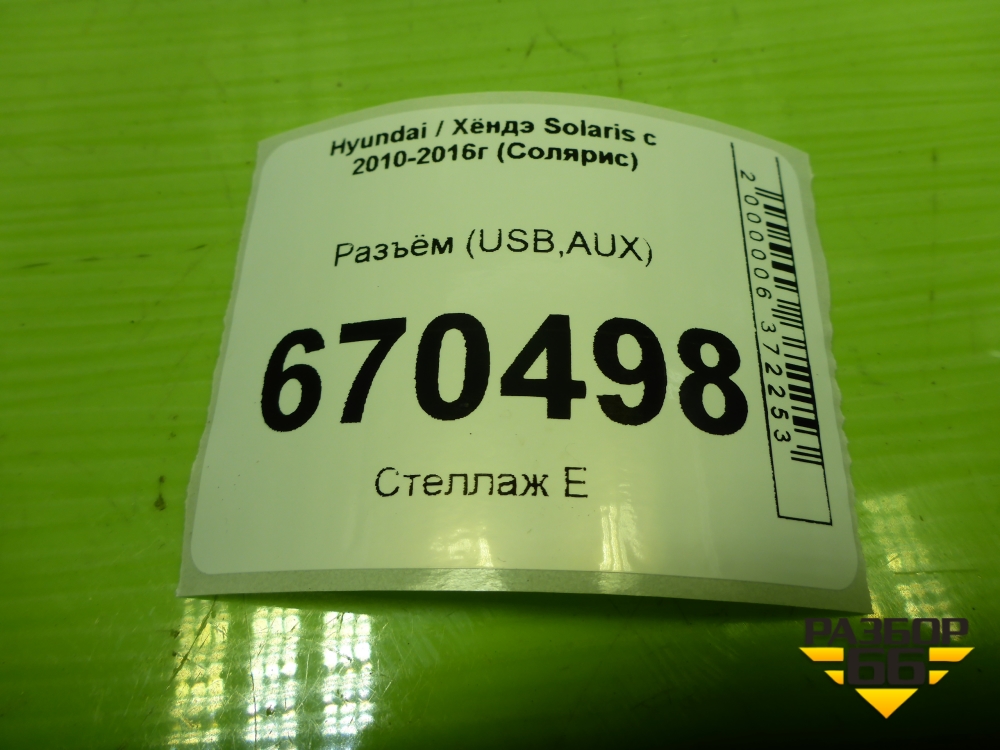 Hyundai / Хёндэ Solaris с
2010-2016г (Солярис)
Разъём (USB,AUX)
670498
Стеллаж Е
2000006372253
РАЗБОР
66